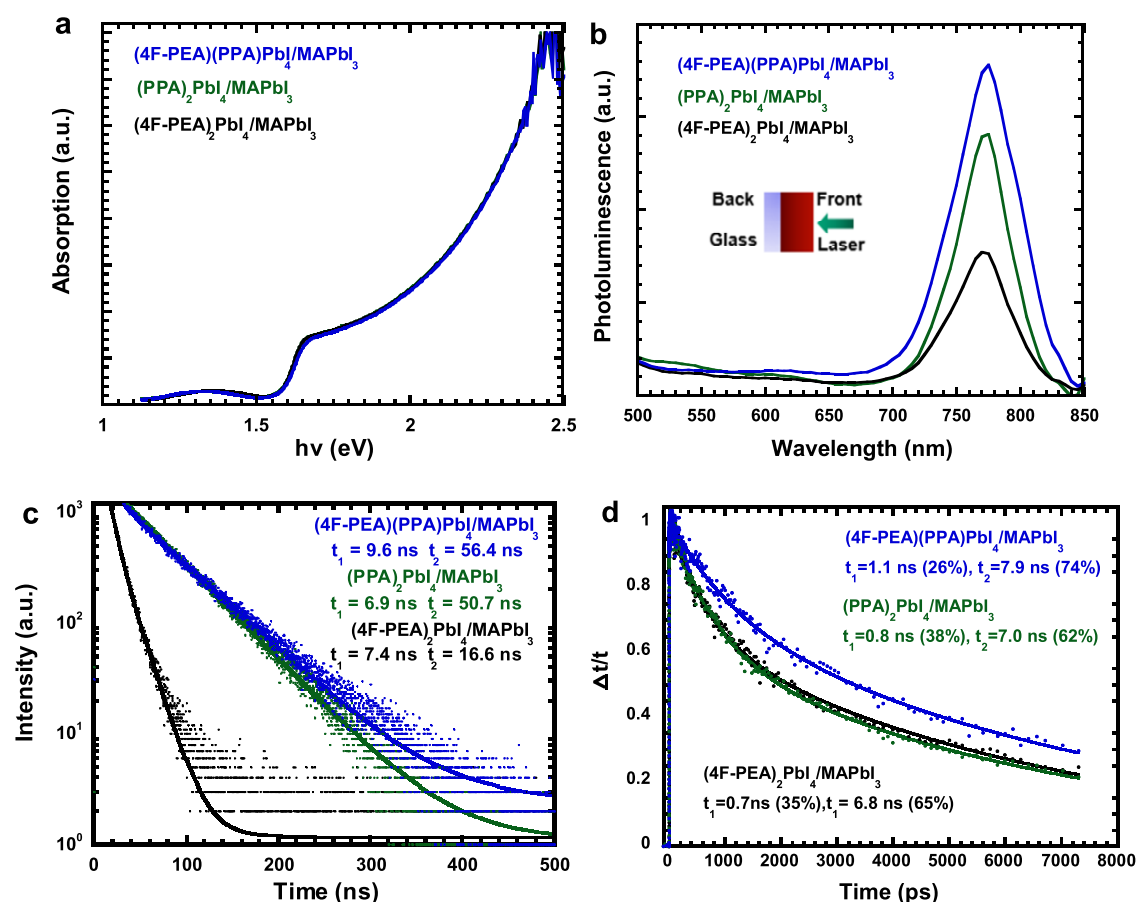 a
(4F-PEA)(PPA)PbI4/MAPbI3
(PPA)2PbI4/MAPbI3
(4F-PEA)2PbI4/MAPbI3
Absorption (a.u.)
1 1.5 2 2.5
hν (eV)
b
(4F-PEA)(PPA)PbI4/MAPbI3
(PPA)2PbI4/MAPbI3
(4F-PEA)2PbI4/MAPbI3
Back Front
Glass Laser
Photoluminescence (a.u.)
500 550 600 650 700 750 800 850
Wavelength (nm)
c
(4F-PEA)(PPA)PbI4/MAPbI3
t1 = 9.6 ns t2 = 56.4 ns
(PPA)2PbI4/MAPbI3
t1 = 6.9 ns t2 = 50.7 ns
(4F-PEA)2PbI4/MAPbI3
t1 = 7.4 ns t2 = 16.6 ns
Intensity (a.u.)
10^3
10^2
10^1
10^0
0 100 200 300 400 500
Time (ns)
d
(4F-PEA)(PPA)PbI4/MAPbI3
t1=1.1 ns (26%), t2=7.9 ns (74%)
(PPA)2PbI4/MAPbI3
t1=0.8 ns (38%), t2=7.0 ns (62%)
(4F-PEA)2PbI4/MAPbI3
t1=0.7ns (35%),t1= 6.8 ns (65%)
Δt/t
1
0.8
0.6
0.4
0.2
0
0 1000 2000 3000 4000 5000 6000 7000 8000
Time (ps)